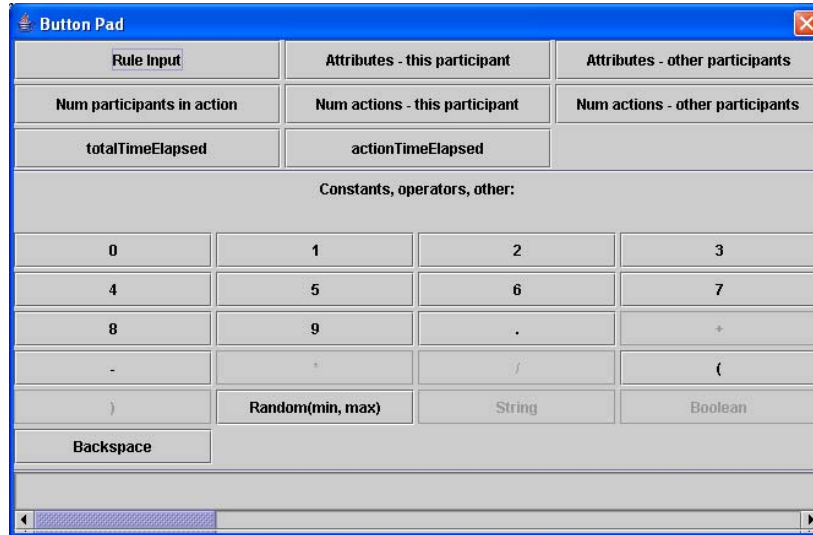 Button Pad
Rule Input Attributes - this participant Attributes - other participants
Num participants in action Num actions - this participant Num actions - other participants
totalTimeElapsed actionTimeElapsed
Constants, operators, other:
0 1 2 3
4 5 6 7
8 9 . +
- * / (
) Random(min, max) String Boolean
Backspace